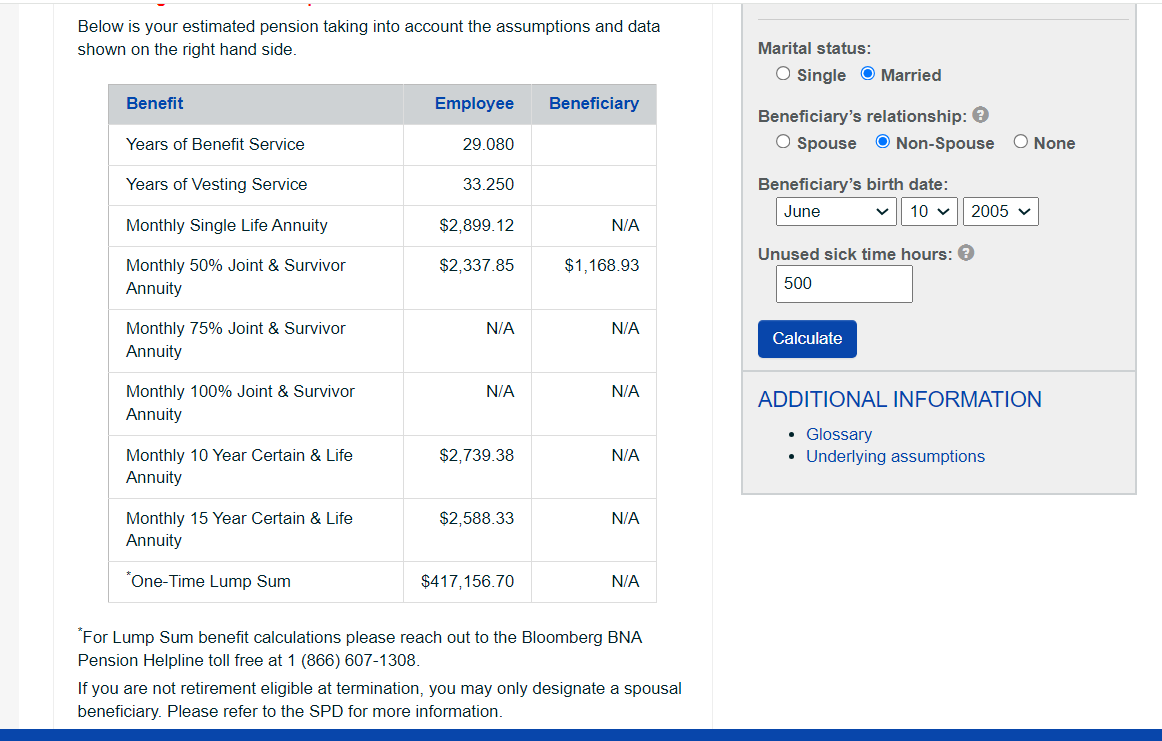 Below is your estimated pension taking into account the assumptions and data
shown on the right hand side.
Benefit Employee Beneficiary
Years of Benefit Service 29.080
Years of Vesting Service 33.250
Monthly Single Life Annuity $2,899.12 N/A
Monthly 50% Joint & Survivor $2,337.85 $1,168.93
Annuity
Monthly 75% Joint & Survivor N/A N/A
Annuity
Monthly 100% Joint & Survivor N/A N/A
Annuity
Monthly 10 Year Certain & Life $2,739.38 N/A
Annuity
Monthly 15 Year Certain & Life $2,588.33 N/A
Annuity
*One-Time Lump Sum $417,156.70 N/A
*For Lump Sum benefit calculations please reach out to the Bloomberg BNA
Pension Helpline toll free at 1 (866) 607-1308.
If you are not retirement eligible at termination, you may only designate a spousal
beneficiary. Please refer to the SPD for more information.
Marital status:
Single Married
Beneficiary's relationship: ?
Spouse Non-Spouse None
Beneficiary's birth date:
June 10 2005
Unused sick time hours: ?
500
Calculate
ADDITIONAL INFORMATION
• Glossary
• Underlying assumptions